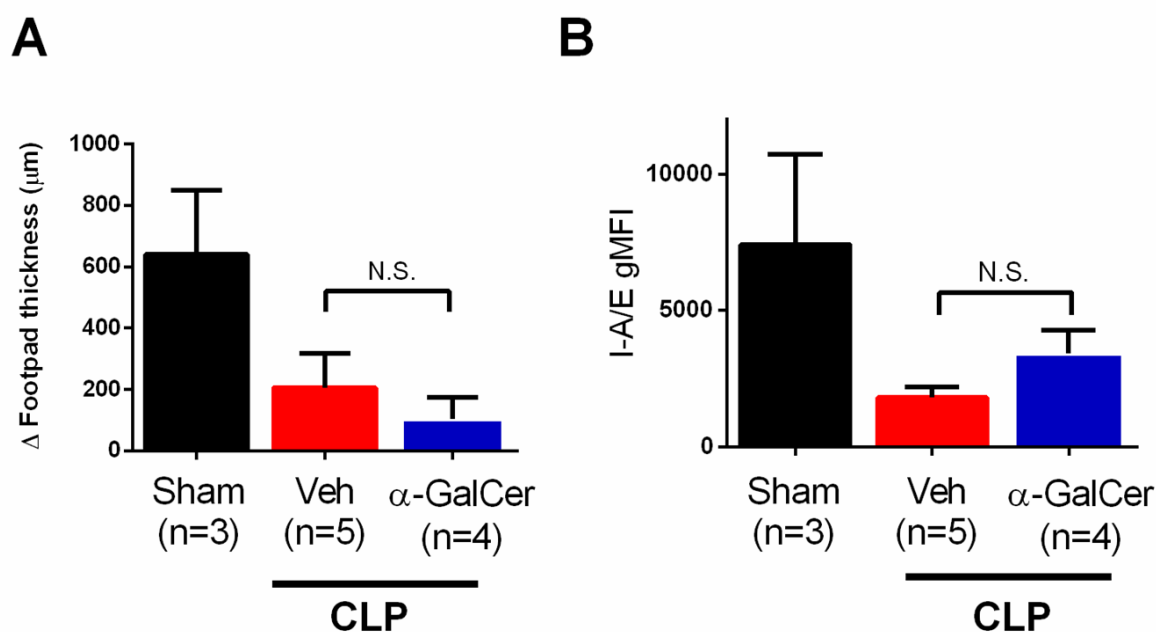 A
Δ Footpad thickness (μm)
1000
800
600
400
200
0
N.S.
Sham
(n=3)
Veh
(n=5)
α-GalCer
(n=4)
CLP
B
I-A/E gMFI
10000
5000
0
N.S.
Sham
(n=3)
Veh
(n=5)
α-GalCer
(n=4)
CLP